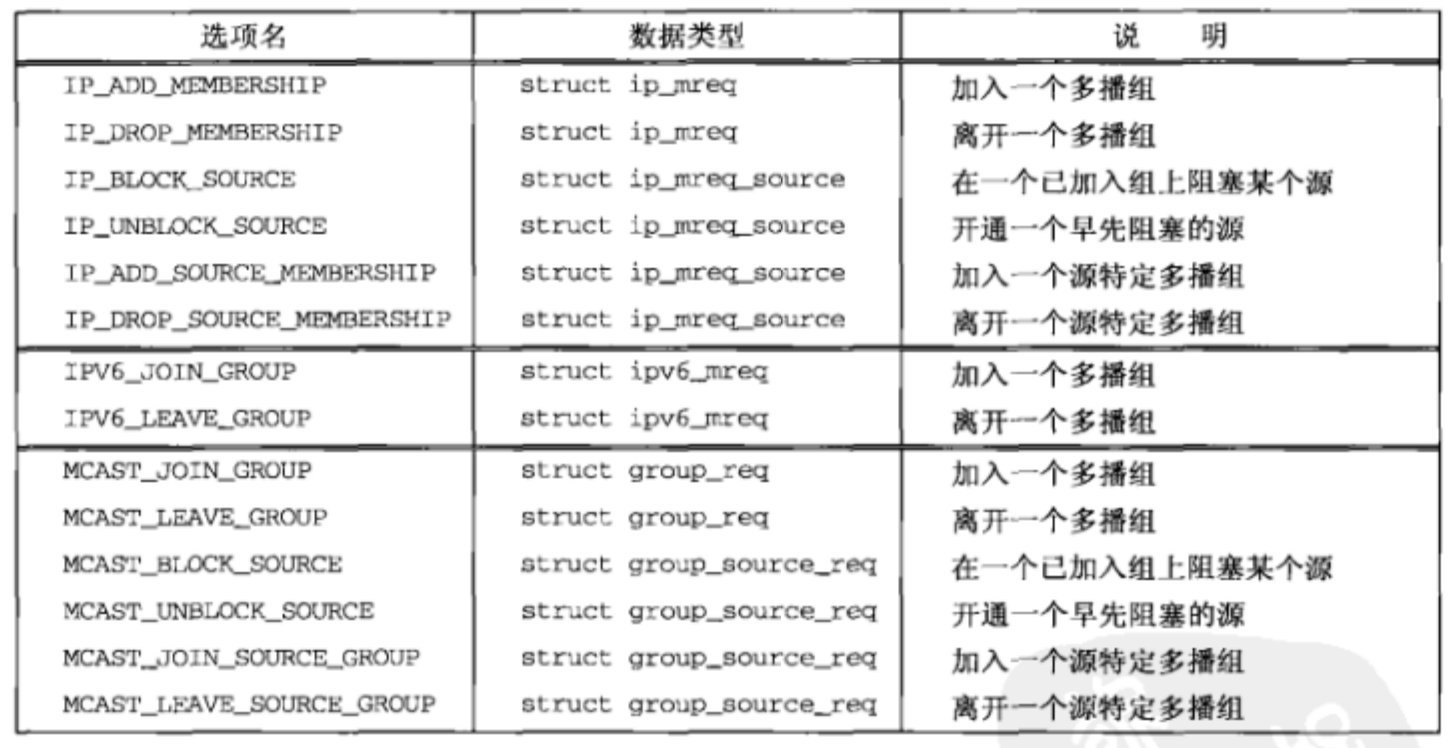 选项名 数据类型 说 明
IP_ADD_MEMBERSHIP struct ip_mreq 加入一个多播组
IP_DROP_MEMBERSHIP struct ip_mreq 离开一个多播组
IP_BLOCK_SOURCE struct ip_mreq_source 在一个已加入组上阻塞某个源
IP_UNBLOCK_SOURCE struct ip_mreq_source 开通一个早先阻塞的源
IP_ADD_SOURCE_MEMBERSHIP struct ip_mreq_source 加入一个源特定多播组
IP_DROP_SOURCE_MEMBERSHIP struct ip_mreq_source 离开一个源特定多播组
IPV6_JOIN_GROUP struct ipv6_mreq 加入一个多播组
IPV6_LEAVE_GROUP struct ipv6_mreq 离开一个多播组
MCAST_JOIN_GROUP struct group_req 加入一个多播组
MCAST_LEAVE_GROUP struct group_req 离开一个多播组
MCAST_BLOCK_SOURCE struct group_source_req 在一个已加入组上阻塞某个源
MCAST_UNBLOCK_SOURCE struct group_source_req 开通一个早先阻塞的源
MCAST_JOIN_SOURCE_GROUP struct group_source_req 加入一个源特定多播组
MCAST_LEAVE_SOURCE_GROUP struct group_source_req 离开一个源特定多播组